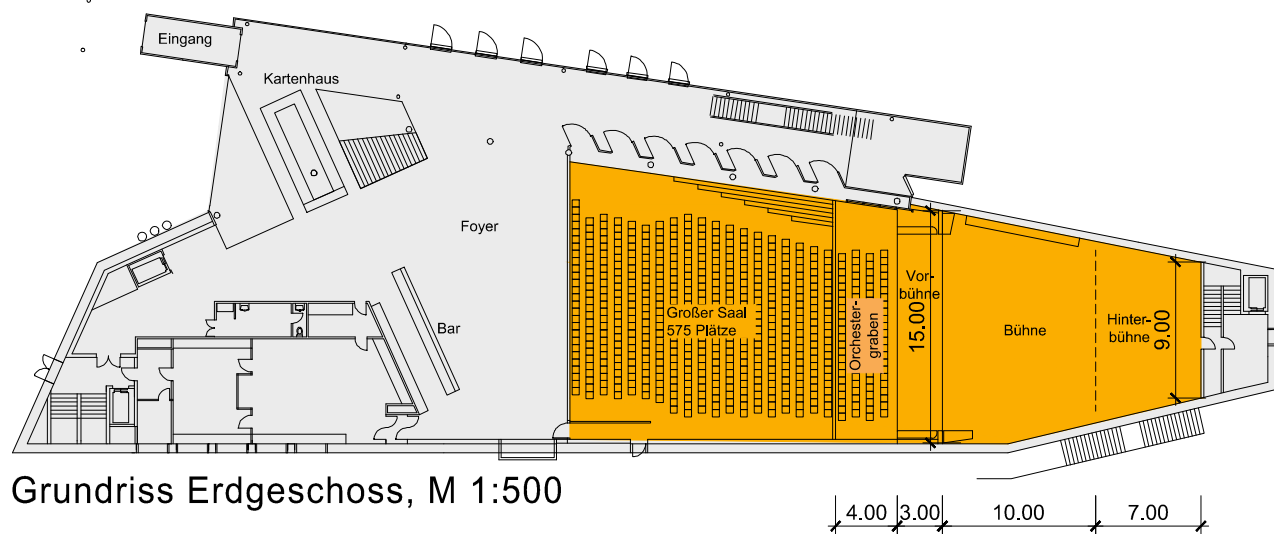 Eingang
Kartenhaus
Foyer
Bar
Großer Saal
575 Plätze
Orchester-
graben
Vor-
bühne
15.00
Bühne
Hinter-
bühne
9.00
Grundriss Erdgeschoss, M 1:500
4.00
3.00
10.00
7.00